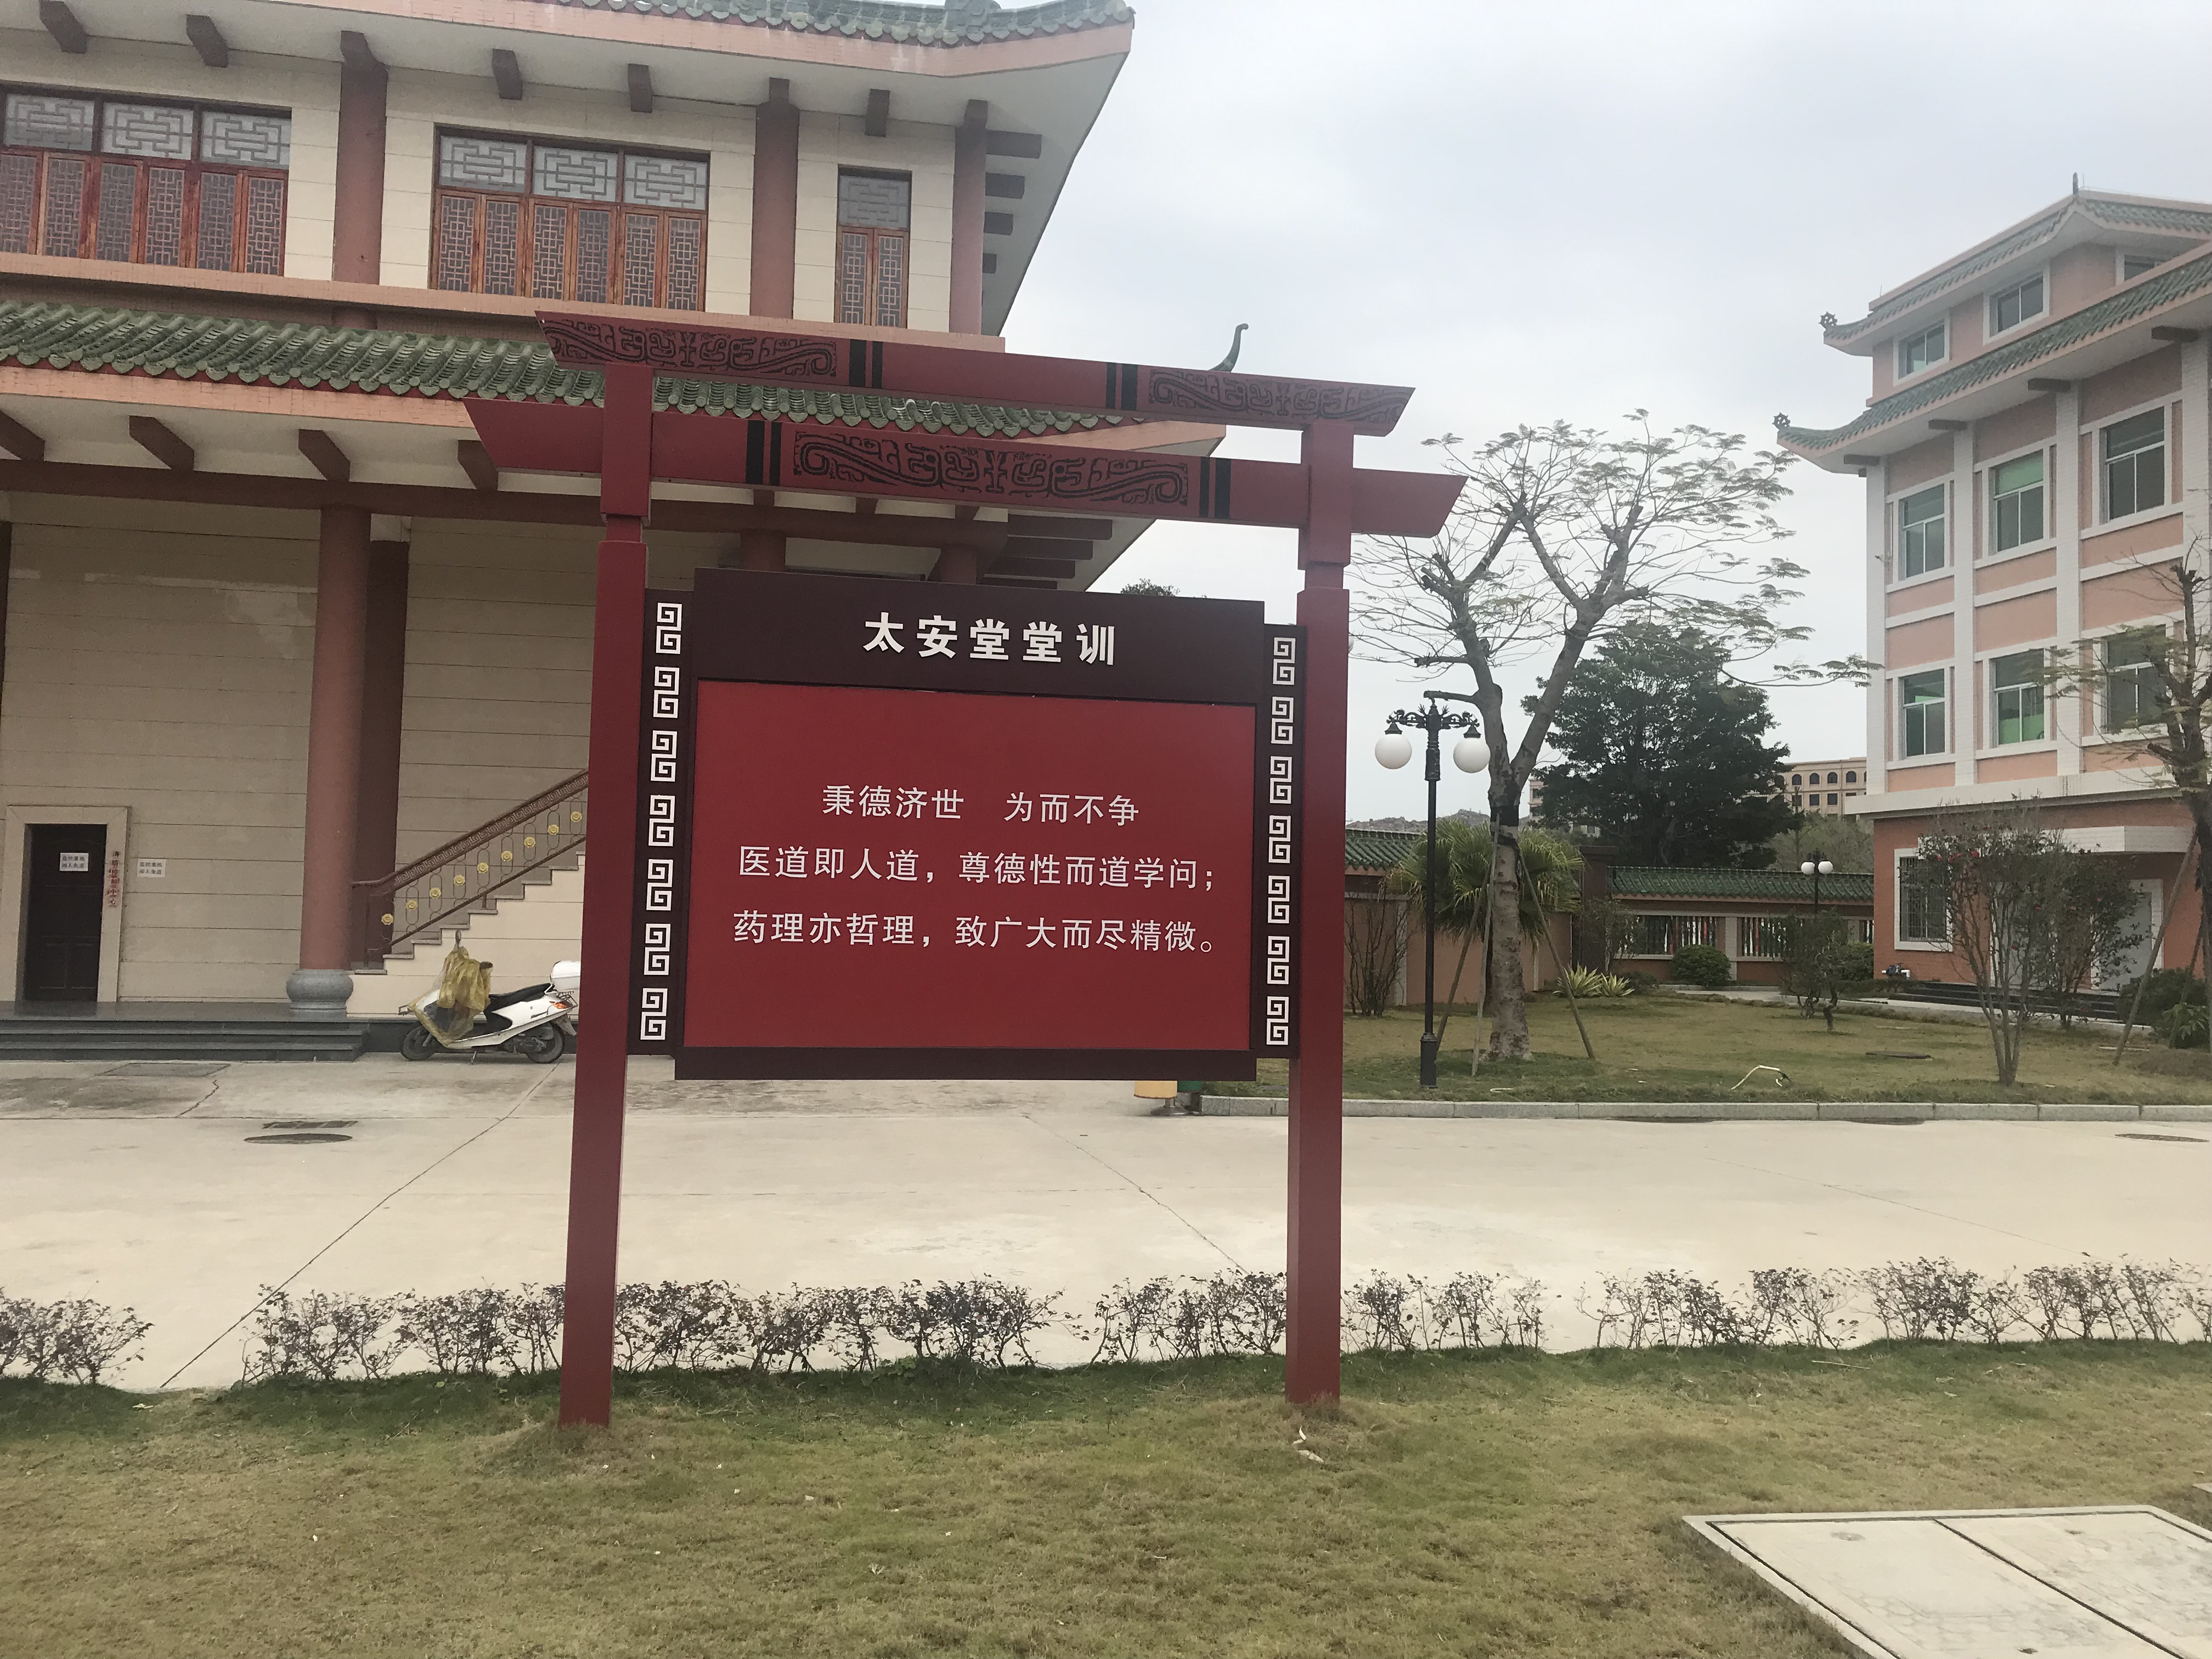 太安堂堂训
秉德济世　为而不争
医道即人道，尊德性而道学问；
药理亦哲理，致广大而尽精微。